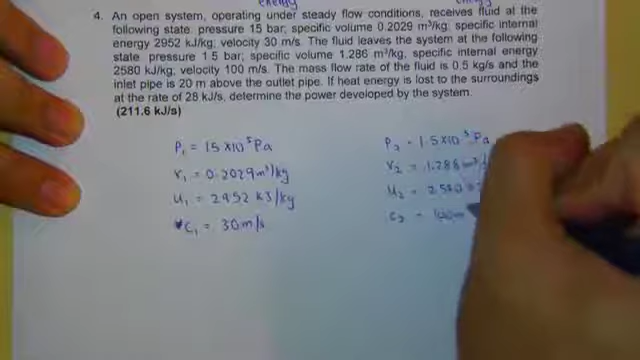 energy
4. An open system, operating under steady flow conditions, receives fluid at the
following state: pressure 15 bar; specific volume 0.2029 m³/kg; specific internal
energy 2952 kJ/kg; velocity 30 m/s. The fluid leaves the system at the following
state: pressure 1.5 bar; specific volume 1.286 m³/kg, specific internal energy
2580 kJ/kg; velocity 100 m/s. The mass flow rate of the fluid is 0.5 kg/s and the
inlet pipe is 20 m above the outlet pipe. If heat energy is lost to the surroundings
at the rate of 28 kJ/s, determine the power developed by the system.
(211.6 kJ/s)
P₁ = 15 x10⁵Pa
V₁ = 0.2029 m³/kg
U₁ = 2952 kJ/kg
C₁ = 30m/s
P₂ = 1.5x10⁵ Pa
V₂ = 1.286 m³/
U₂ = 2580
C₂ = 100m